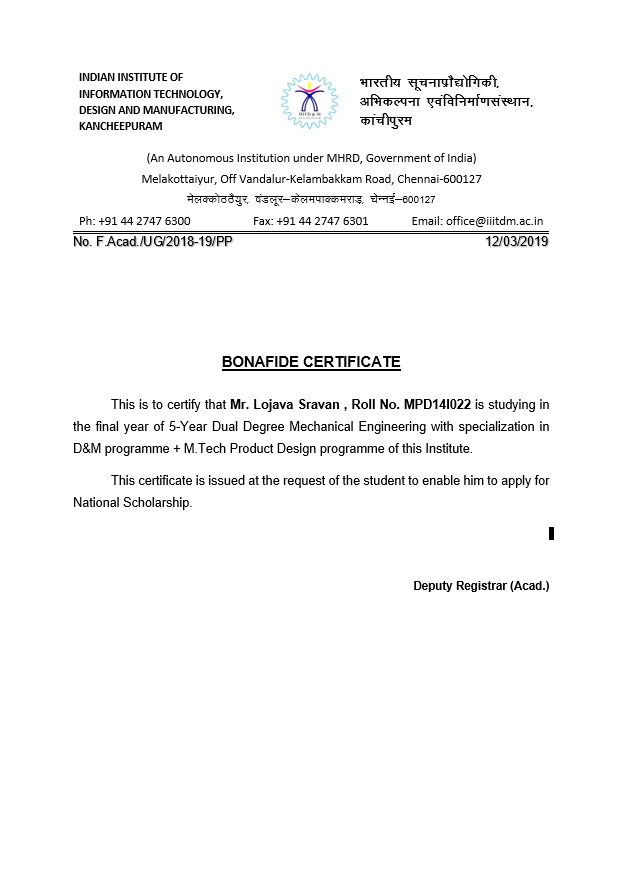 INDIAN INSTITUTE OF
INFORMATION TECHNOLOGY,
DESIGN AND MANUFACTURING,
KANCHEEPURAM
IIITD & M
भारतीय सूचनाप्रौद्योगिकी,
अभिकल्पना एवंविनिर्माणसंस्थान,
कांचीपुरम
(An Autonomous Institution under MHRD, Government of India)
Melakottaiyur, Off Vandalur-Kelambakkam Road, Chennai-600127
मेलक्कोठठैयुर, वंडलूर–केलमपाक्कमराड़, चेन्नई–600127
Ph: +91 44 2747 6300 Fax: +91 44 2747 6301 Email: office@iiitdm.ac.in
No. F.Acad./UG/2018-19/PP 12/03/2019
BONAFIDE CERTIFICATE
This is to certify that Mr. Lojava Sravan , Roll No. MPD14I022 is studying in
the final year of 5-Year Dual Degree Mechanical Engineering with specialization in
D&M programme + M.Tech Product Design programme of this Institute.
This certificate is issued at the request of the student to enable him to apply for
National Scholarship.
Deputy Registrar (Acad.)